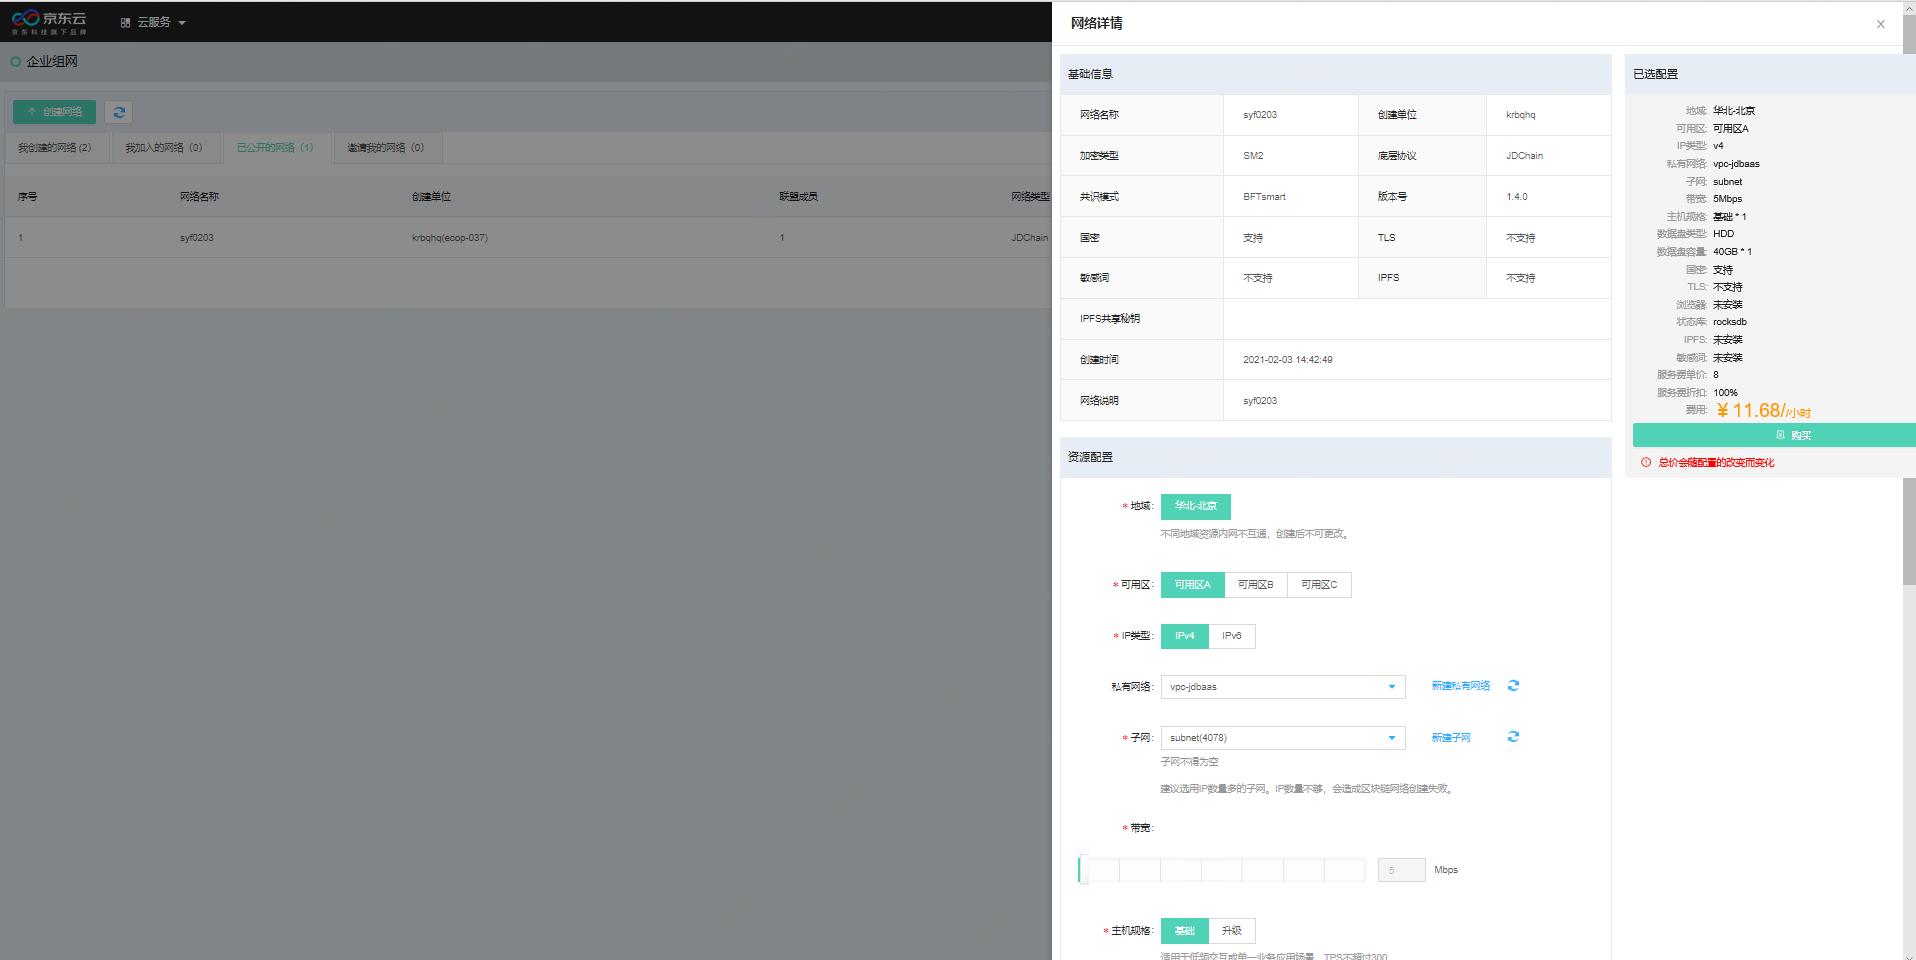 京东云
京东科技旗下品牌
云服务
企业组网
创建网络
我创建的网络 (2) 我加入的网络（0） 已公开的网络（1） 邀请我的网络（0）
序号 网络名称 创建单位 联盟成员 网络类型
1 syf0203 krbqhq(ecop-037) 1 JDChain
网络详情
基础信息
网络名称 syf0203 创建单位 krbqhq
加密类型 SM2 底层协议 JDChain
共识模式 BFTsmart 版本号 1.4.0
国密 支持 TLS 不支持
敏感词 不支持 IPFS 不支持
IPFS共享秘钥
创建时间 2021-02-03 14:42:49
网络说明 syf0203
资源配置
* 地域: 华北-北京
不同地域资源内网不互通，创建后不可更改。
* 可用区: 可用区A 可用区B 可用区C
* IP类型: IPv4 IPv6
私有网络: vpc-jdbaas 新建私有网络
* 子网: subnet(4078) 新建子网
子网不得为空
建议选用IP数量多的子网。IP数量不够，会造成区块链网络创建失败。
* 带宽:
5 Mbps
* 主机规格: 基础 升级
适用于低频交互或单一业务应用场景，TPS不超过300
已选配置
地域: 华北-北京
可用区: 可用区A
IP类型: v4
私有网络: vpc-jdbaas
子网: subnet
带宽: 5Mbps
主机规格: 基础 * 1
数据盘类型: HDD
数据盘容量: 40GB * 1
国密: 支持
TLS: 不支持
浏览器: 未安装
状态库: rocksdb
IPFS: 未安装
敏感词: 未安装
服务费单价: 8
服务费折扣: 100%
费用: ¥ 11.68//小时
购买
总价会随配置的改变而变化